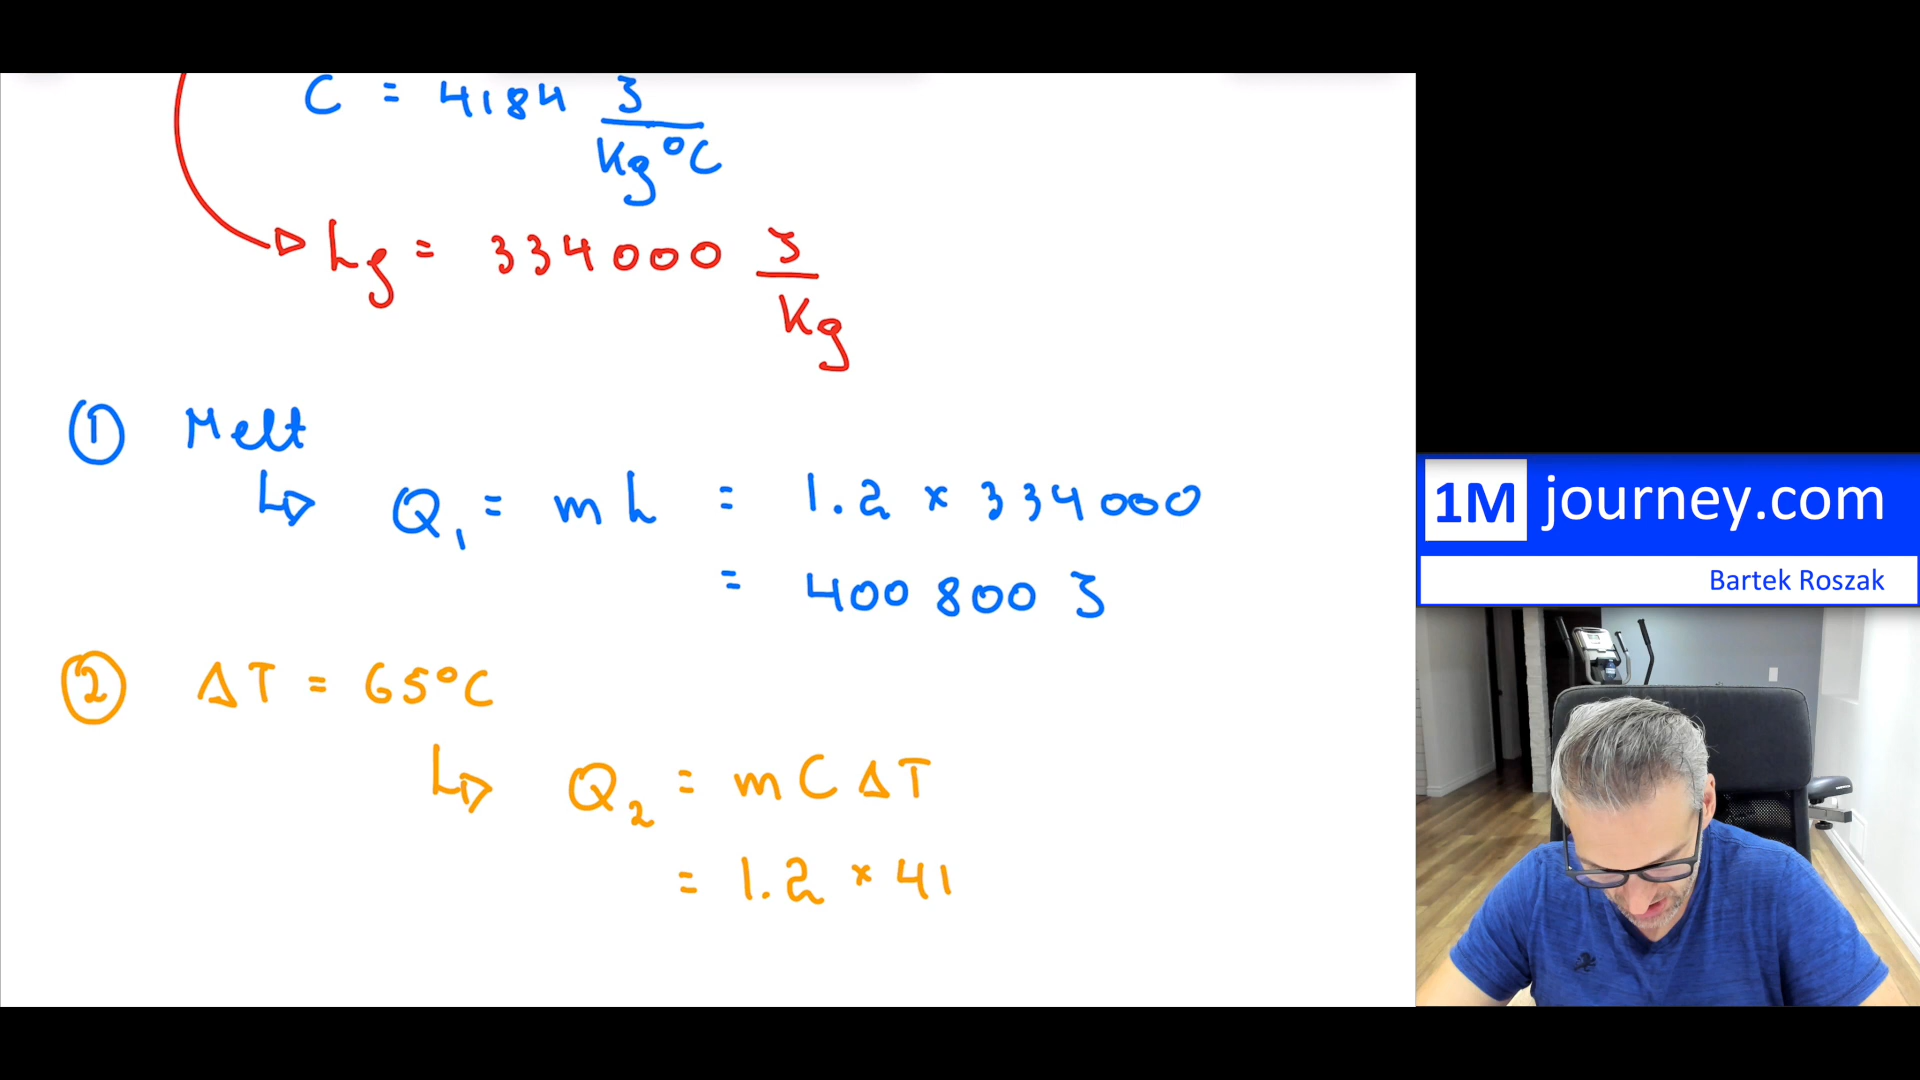 C = 4184 J
kg°C
Lf = 334000 J
kg
① Melt
Q₁ = mL = 1.2 × 334000
= 400 800 J
② ΔT = 65°C
Q₂ = mCΔT
= 1.2 × 41
1M journey.com
Bartek Roszak